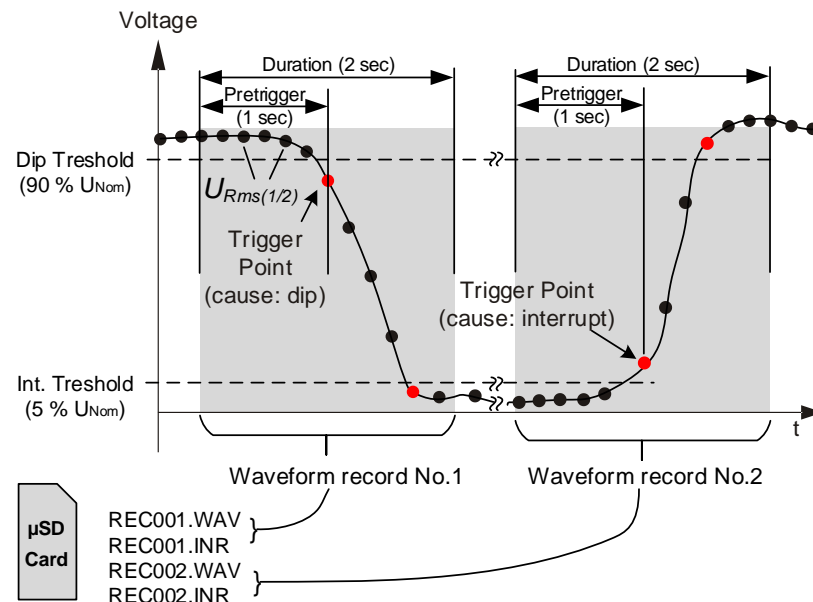 Voltage
Duration (2 sec)
Duration (2 sec)
Pretrigger
(1 sec)
Pretrigger
(1 sec)
Dip Treshold
(90 % UNom)
URms(1/2)
Trigger
Point
(cause: dip)
Trigger Point
(cause: interrupt)
Int. Treshold
(5 % UNom)
t
Waveform record No.1
Waveform record No.2
µSD
Card
REC001.WAV
REC001.INR
REC002.WAV
REC002.INR